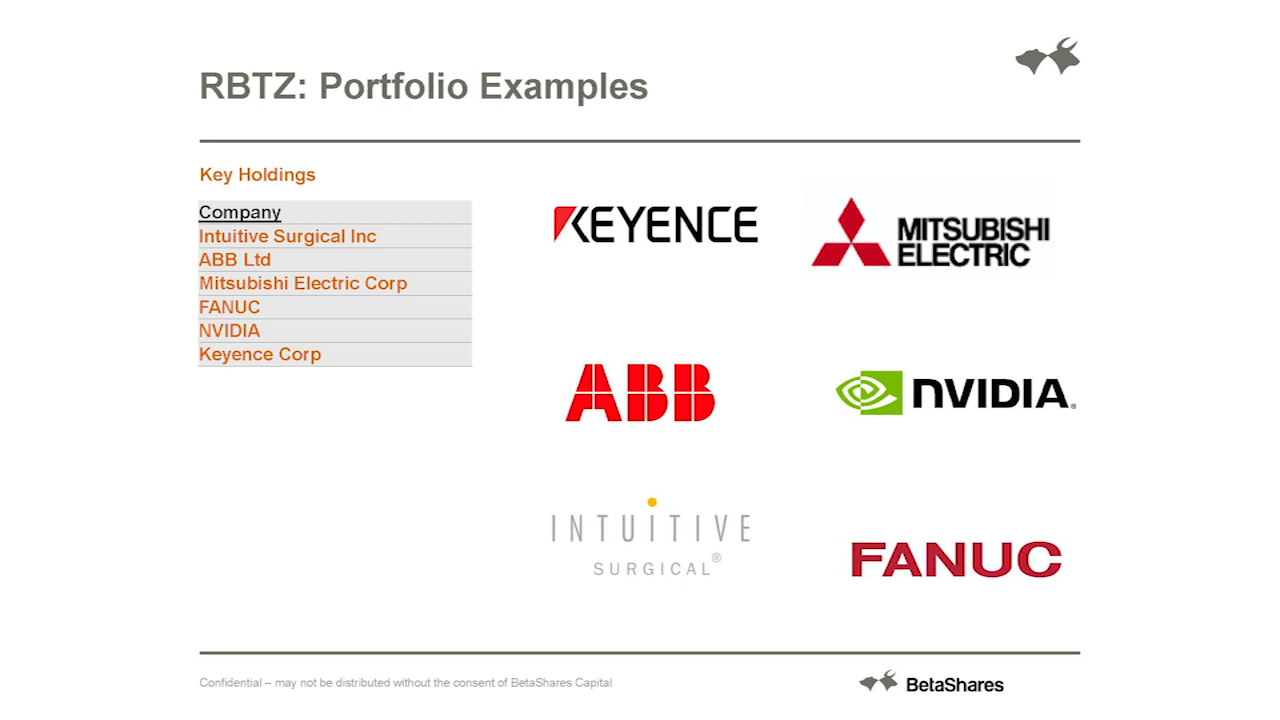 RBTZ: Portfolio Examples
Key Holdings
Company
Intuitive Surgical Inc
ABB Ltd
Mitsubishi Electric Corp
FANUC
NVIDIA
Keyence Corp
KEYENCE
MITSUBISHI
ELECTRIC
ABB
NVIDIA®
INTUITIVE
SURGICAL®
FANUC
Confidential – may not be distributed without the consent of BetaShares Capital
BetaShares